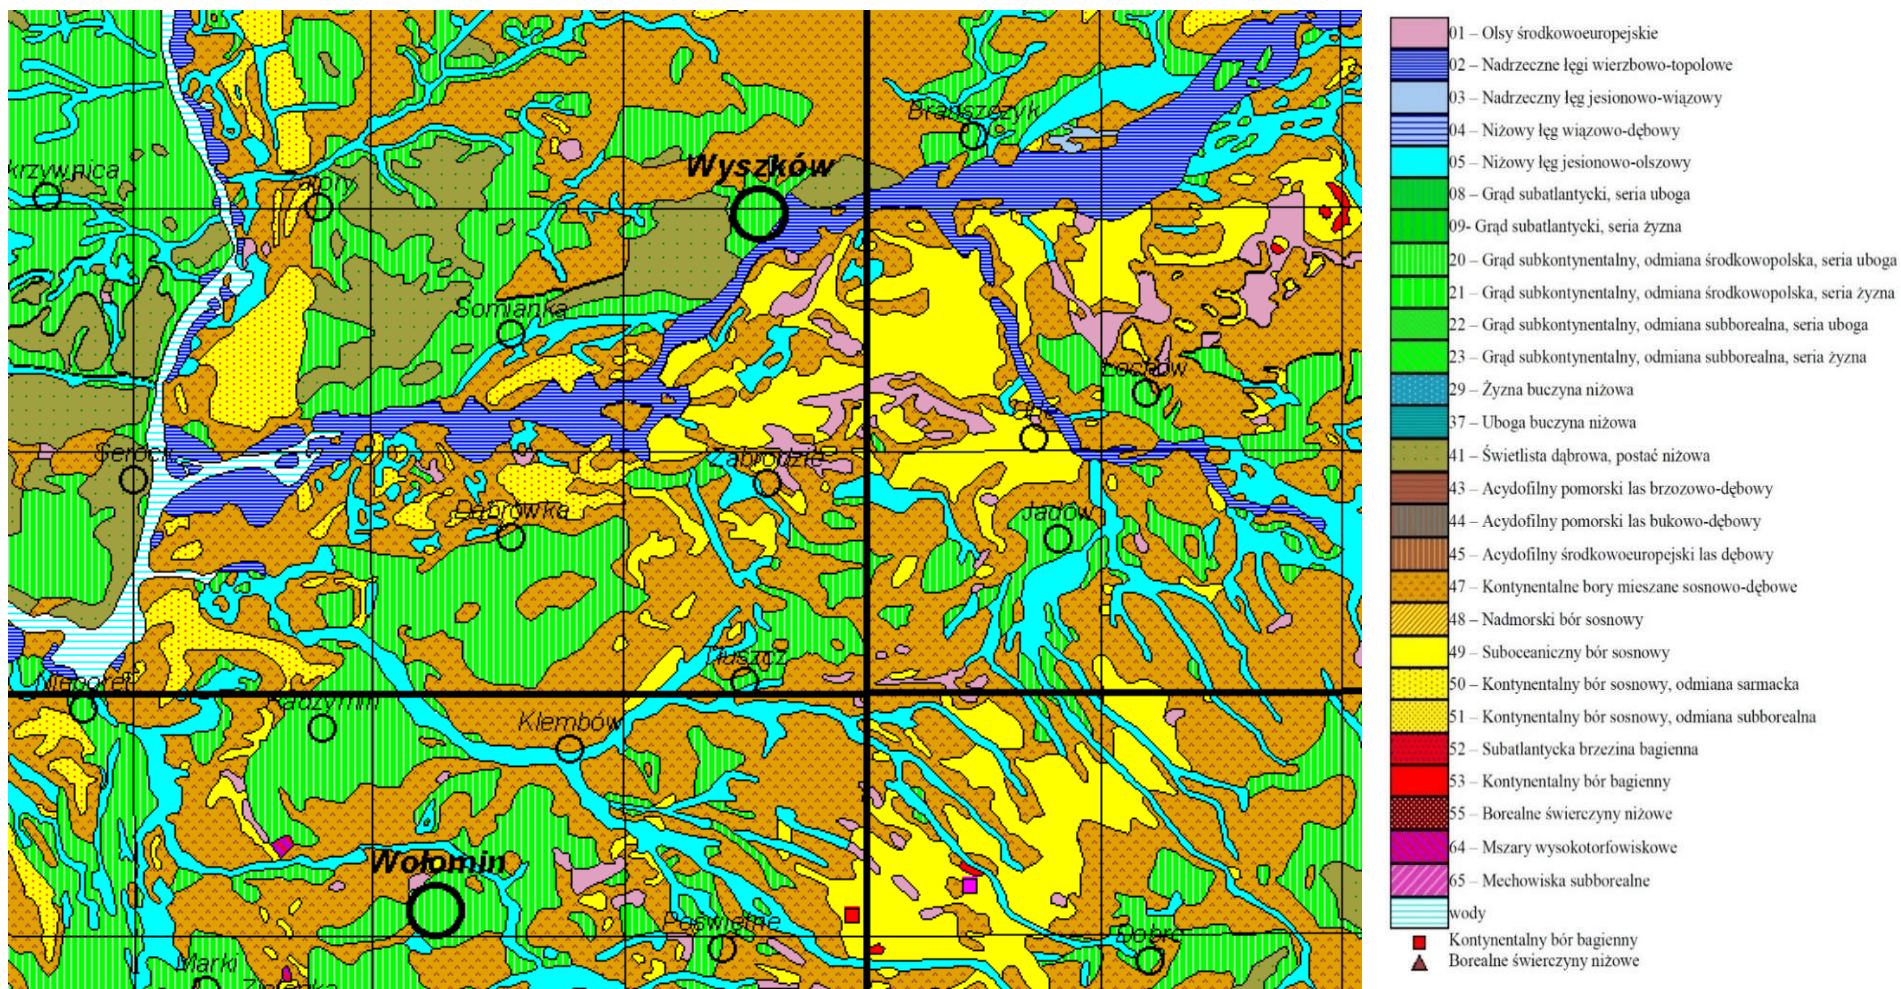 Brańszczyk
Wyszków
krzywnica
Zatory
Somianka
Łochów
Serock
Zabrodzie
Dąbrówka
Jadów
Tłuszcz
Nieporęt
Radzymin
Klembów
Wołomin
Poświętne
Dobre
Marki
Zielonka
01 – Olsy środkowoeuropejskie
02 – Nadrzeczne łęgi wierzbowo-topolowe
03 – Nadrzeczny łęg jesionowo-wiązowy
04 – Niżowy łęg wiązowo-dębowy
05 – Niżowy łęg jesionowo-olszowy
08 – Grąd subatlantycki, seria uboga
09- Grąd subatlantycki, seria żyzna
20 – Grąd subkontynentalny, odmiana środkowopolska, seria uboga
21 – Grąd subkontynentalny, odmiana środkowopolska, seria żyzna
22 – Grąd subkontynentalny, odmiana subborealna, seria uboga
23 – Grąd subkontynentalny, odmiana subborealna, seria żyzna
29 – Żyzna buczyna niżowa
37 – Uboga buczyna niżowa
41 – Świetlista dąbrowa, postać niżowa
43 – Acydofilny pomorski las brzozowo-dębowy
44 – Acydofilny pomorski las bukowo-dębowy
45 – Acydofilny środkowoeuropejski las dębowy
47 – Kontynentalne bory mieszane sosnowo-dębowe
48 – Nadmorski bór sosnowy
49 – Suboceaniczny bór sosnowy
50 – Kontynentalny bór sosnowy, odmiana sarmacka
51 – Kontynentalny bór sosnowy, odmiana subborealna
52 – Subatlantycka brzezina bagienna
53 – Kontynentalny bór bagienny
55 – Borealne świerczyny niżowe
64 – Mszary wysokotorfowiskowe
65 – Mechowiska subborealne
wody
Kontynentalny bór bagienny
Borealne świerczyny niżowe